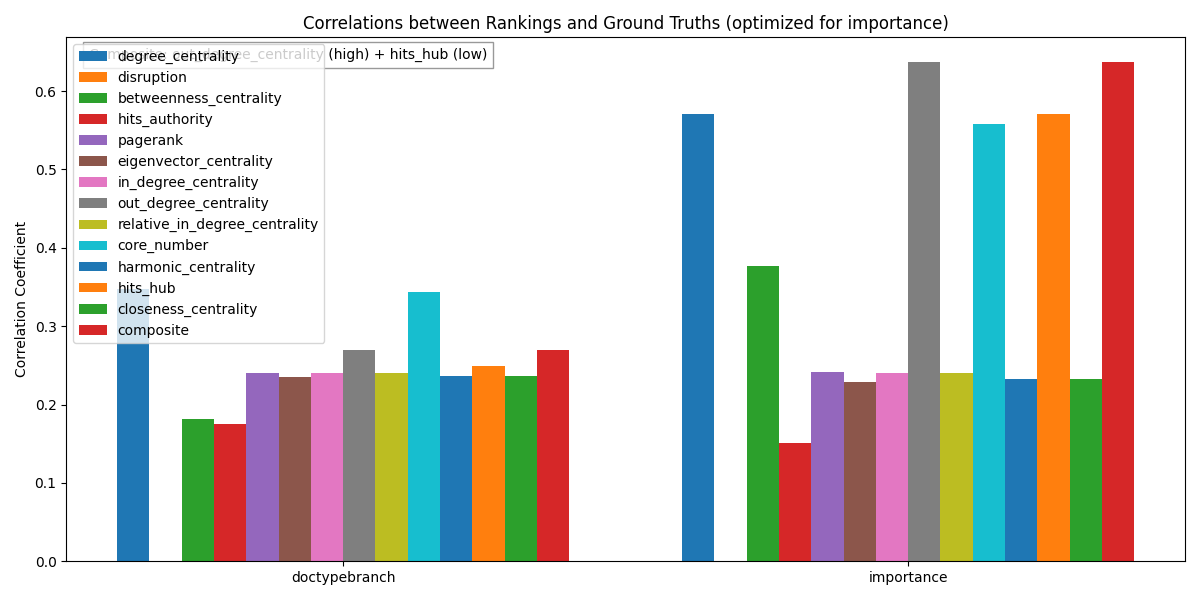 Correlations between Rankings and Ground Truths (optimized for importance)
Composite: out_degree_centrality (high) + hits_hub (low)
degree_centrality
disruption
betweenness_centrality
hits_authority
pagerank
eigenvector_centrality
in_degree_centrality
out_degree_centrality
relative_in_degree_centrality
core_number
harmonic_centrality
hits_hub
closeness_centrality
composite
Correlation Coefficient
0.6
0.5
0.4
0.3
0.2
0.1
0.0
doctypebranch
importance